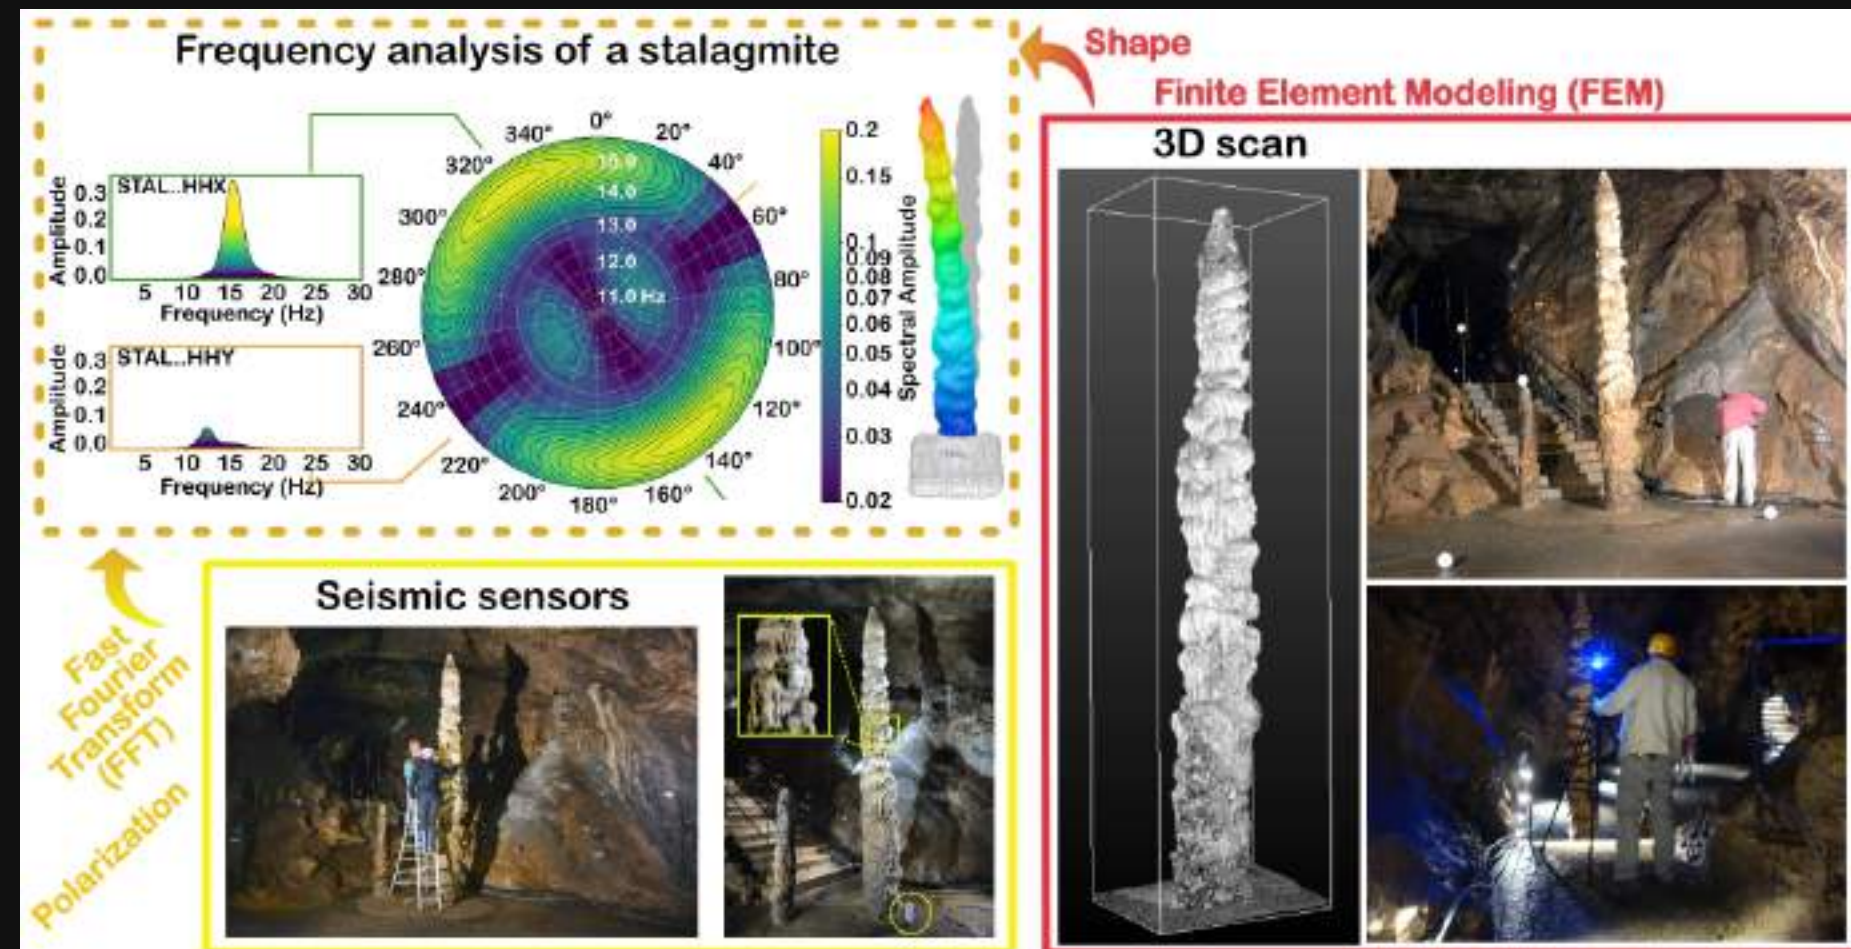 Frequency analysis of a stalagmite
STAL..HHX
Amplitude
0.3
0.2
0.1
0.0
5 10 15 20 25 30
Frequency (Hz)
STAL..HHY
Amplitude
0.3
0.2
0.1
0.0
5 10 15 20 25 30
Frequency (Hz)
0°
20°
40°
60°
80°
100°
120°
140°
160°
180°
200°
220°
240°
260°
280°
300°
320°
340°
14.0
13.0
12.0
11.0 Hz
0.2
0.15
0.1
0.09
0.08
0.07
0.06
0.05
0.04
0.03
0.02
Spectral Amplitude
Shape
Finite Element Modeling (FEM)
3D scan
Fast
Fourier
Transform
(FFT)
Polarization
Seismic sensors